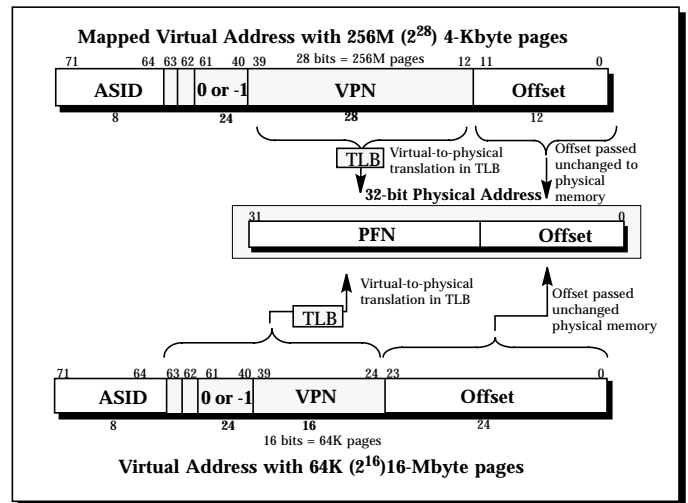 Mapped Virtual Address with 256M (2^28) 4-Kbyte pages
71 64 63 62 61 40 39 28 bits = 256M pages 12 11 0
ASID 0 or -1 VPN Offset
8 24 28 12
TLB
Virtual-to-physical
translation in TLB
Offset passed
unchanged to
physical
memory
32-bit Physical Address
31 0
PFN Offset
TLB
Virtual-to-physical
translation in TLB
Offset passed
unchanged
physical memory
71 64 63 62 61 40 39 24 23 0
ASID 0 or -1 VPN Offset
8 24 16 24
16 bits = 64K pages
Virtual Address with 64K (2^16)16-Mbyte pages